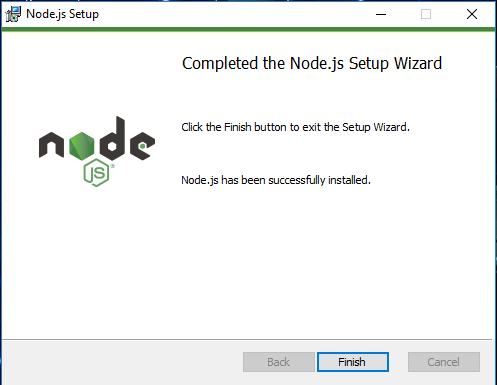 Node.js Setup
Completed the Node.js Setup Wizard
Click the Finish button to exit the Setup Wizard.
node
JS
®
Node.js has been successfully installed.
Back
Finish
Cancel